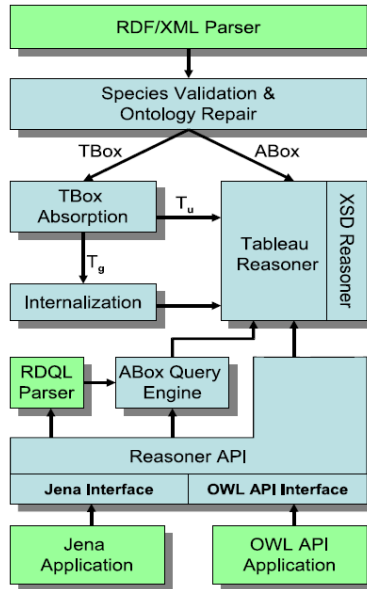 RDF/XML Parser
Species Validation &
Ontology Repair
TBox
ABox
TBox
Absorption
Tu
Tableau
Reasoner
XSD Reasoner
Tg
Internalization
RDQL
Parser
ABox Query
Engine
Reasoner API
Jena Interface
OWL API Interface
Jena
Application
OWL API
Application